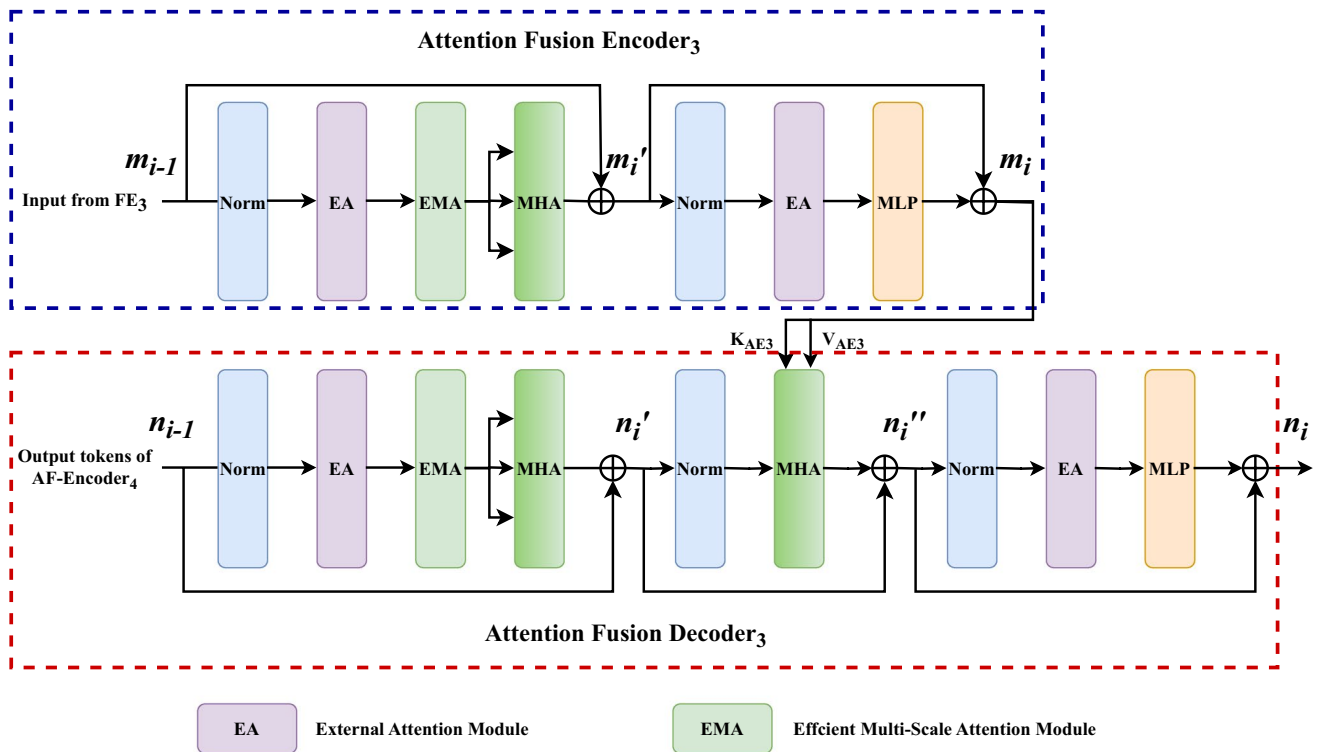 Attention Fusion Encoder3
mi-1
mi'
mi
Input from FE3
Norm
EA
EMA
MHA
Norm
EA
MLP
KAE3
VAE3
ni-1
ni'
ni''
ni
Output tokens of
AF-Encoder4
Norm
EA
EMA
MHA
Norm
MHA
Norm
EA
MLP
Attention Fusion Decoder3
EA
External Attention Module
EMA
Effcient Multi-Scale Attention Module